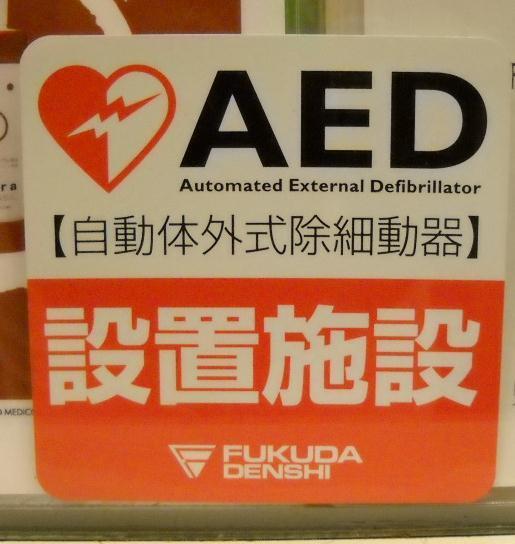 AED
Automated External Defibrillator
【自動体外式除細動器】
設置施設
FUKUDA
DENSHI